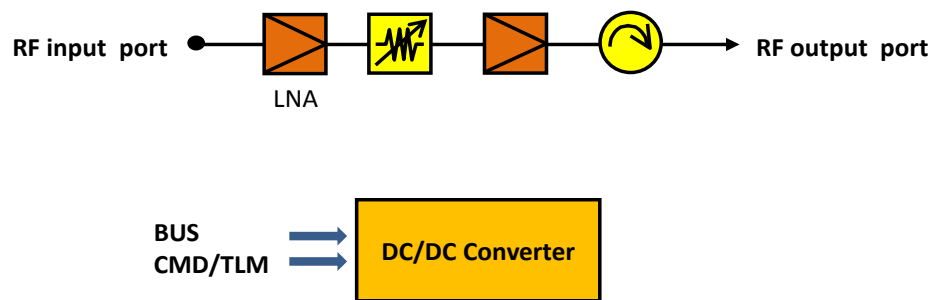 RF input port
RF output port
LNA
BUS
CMD/TLM
DC/DC Converter